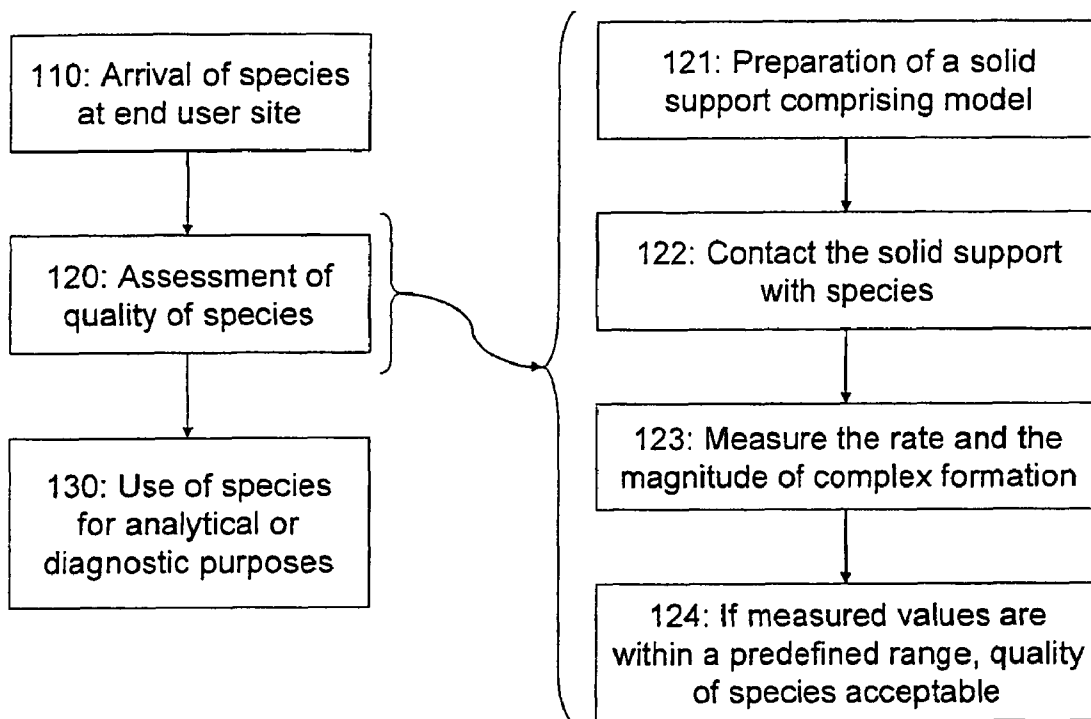 110: Arrival of species
at end user site
120: Assessment of
quality of species
130: Use of species
for analytical or
diagnostic purposes
121: Preparation of a solid
support comprising model
122: Contact the solid support
with species
123: Measure the rate and the
magnitude of complex formation
124: If measured values are
within a predefined range, quality
of species acceptable